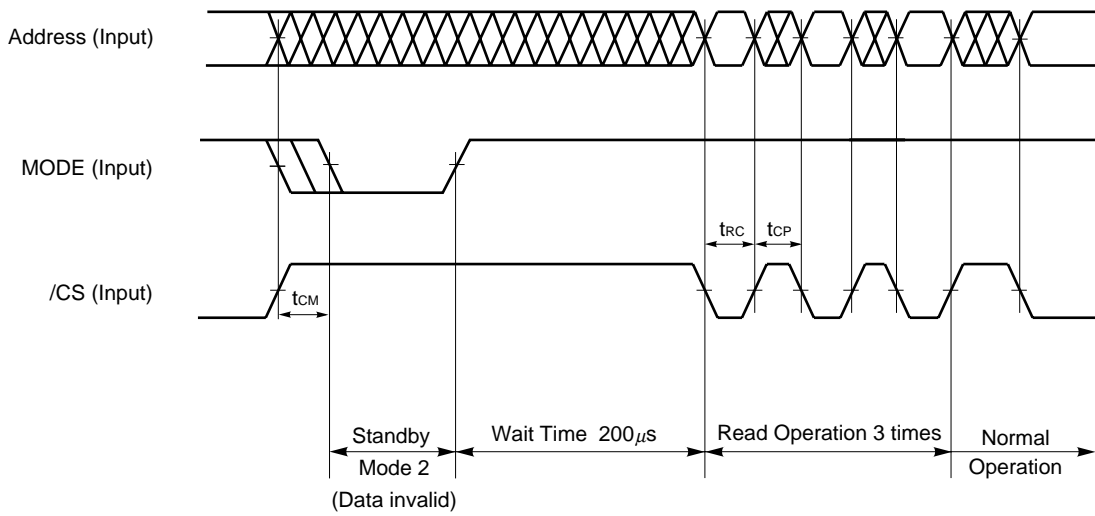 Address (Input)
MODE (Input)
tRC
tCP
/CS (Input)
tCM
Standby
Mode 2
(Data invalid)
Wait Time 200μs
Read Operation 3 times
Normal
Operation